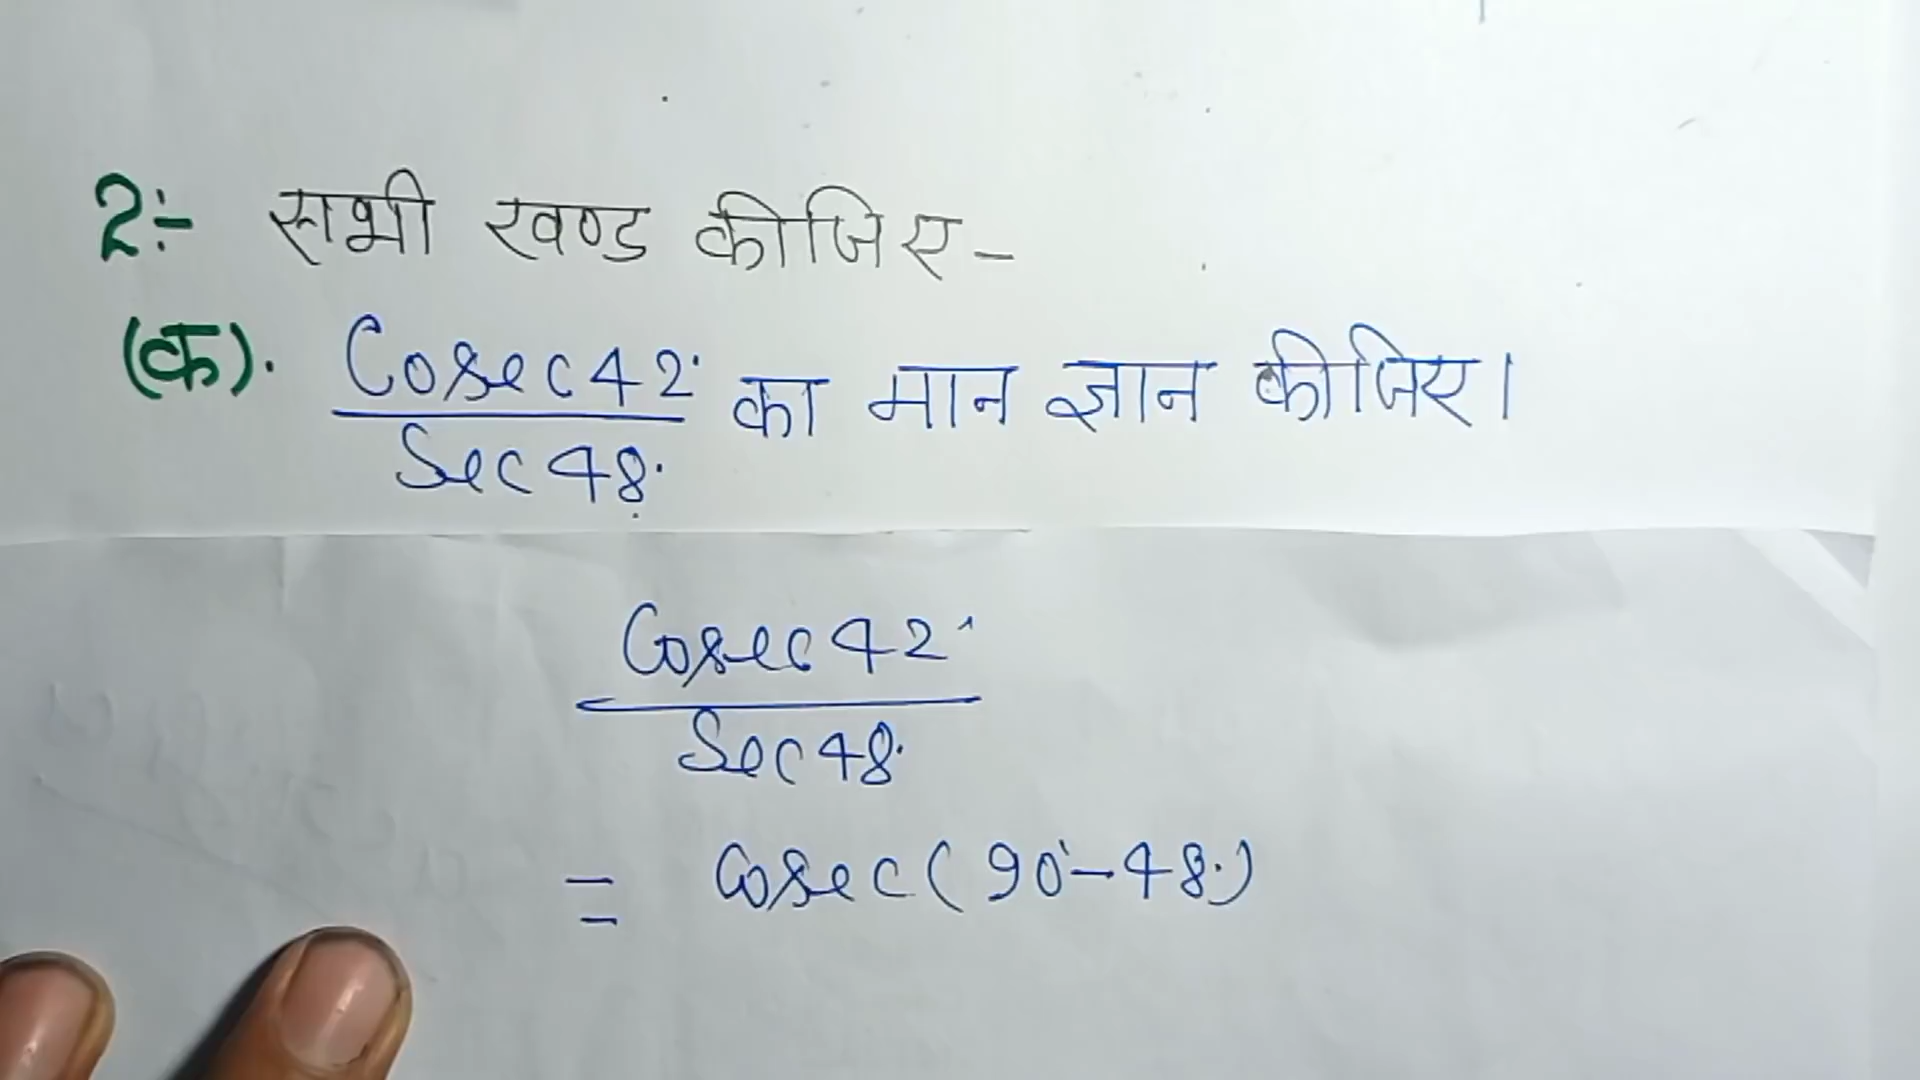 2:- सभी खण्ड कीजिए-
(क). Cosec42° का मान ज्ञान कीजिए।
Sec48°
Cosec42°
Sec48°
= Cosec(90°-48°)